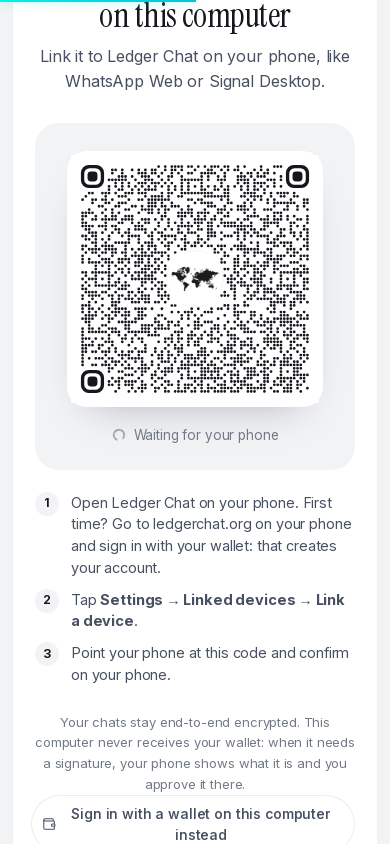 on this computer
Link it to Ledger Chat on your phone, like
WhatsApp Web or Signal Desktop.
Waiting for your phone
1 Open Ledger Chat on your phone. First
time? Go to ledgerchat.org on your phone
and sign in with your wallet: that creates
your account.
2 Tap Settings → Linked devices → Link
a device.
3 Point your phone at this code and confirm
on your phone.
Your chats stay end-to-end encrypted. This
computer never receives your wallet: when it needs
a signature, your phone shows what it is and you
approve it there.
Sign in with a wallet on this computer
instead